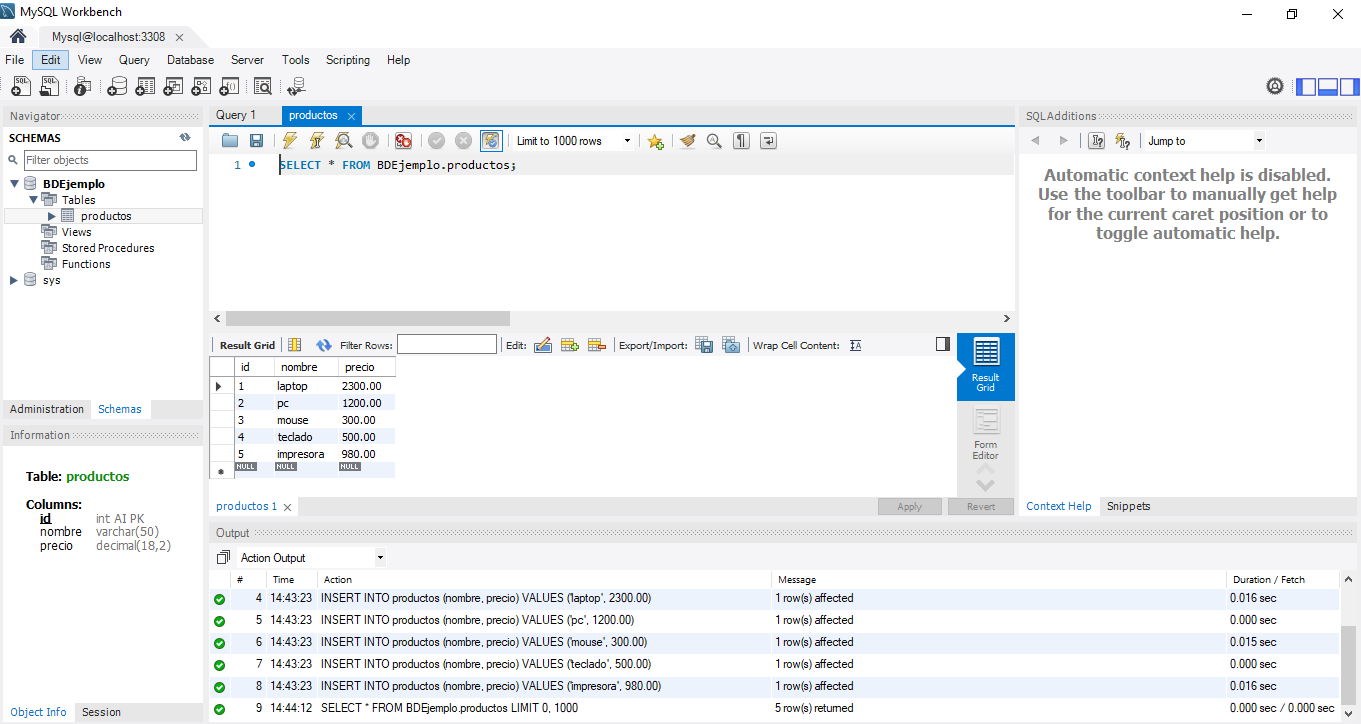 MySQL Workbench
Mysql@localhost:3308
File Edit View Query Database Server Tools Scripting Help
Navigator
SCHEMAS
Filter objects
BDEjemplo
Tables
productos
Views
Stored Procedures
Functions
sys
Administration Schemas
Information
Table: productos
Columns:
id int AI PK
nombre varchar(50)
precio decimal(18,2)
Object Info Session
Query 1 productos
Limit to 1000 rows
1 SELECT * FROM BDEjemplo.productos;
Result Grid Filter Rows: Edit: Export/Import: Wrap Cell Content:
id nombre precio
1 laptop 2300.00
2 pc 1200.00
3 mouse 300.00
4 teclado 500.00
5 impresora 980.00
NULL NULL NULL
Result Grid
Form Editor
productos 1 Apply Revert
SQLAdditions
Jump to
Automatic context help is disabled.
Use the toolbar to manually get help
for the current caret position or to
toggle automatic help.
Context Help Snippets
Output
Action Output
# Time Action Message Duration / Fetch
4 14:43:23 INSERT INTO productos (nombre, precio) VALUES ('laptop', 2300.00) 1 row(s) affected 0.016 sec
5 14:43:23 INSERT INTO productos (nombre, precio) VALUES ('pc', 1200.00) 1 row(s) affected 0.000 sec
6 14:43:23 INSERT INTO productos (nombre, precio) VALUES ('mouse', 300.00) 1 row(s) affected 0.015 sec
7 14:43:23 INSERT INTO productos (nombre, precio) VALUES ('teclado', 500.00) 1 row(s) affected 0.000 sec
8 14:43:23 INSERT INTO productos (nombre, precio) VALUES ('impresora', 980.00) 1 row(s) affected 0.016 sec
9 14:44:12 SELECT * FROM BDEjemplo.productos LIMIT 0, 1000 5 row(s) returned 0.000 sec / 0.000 sec